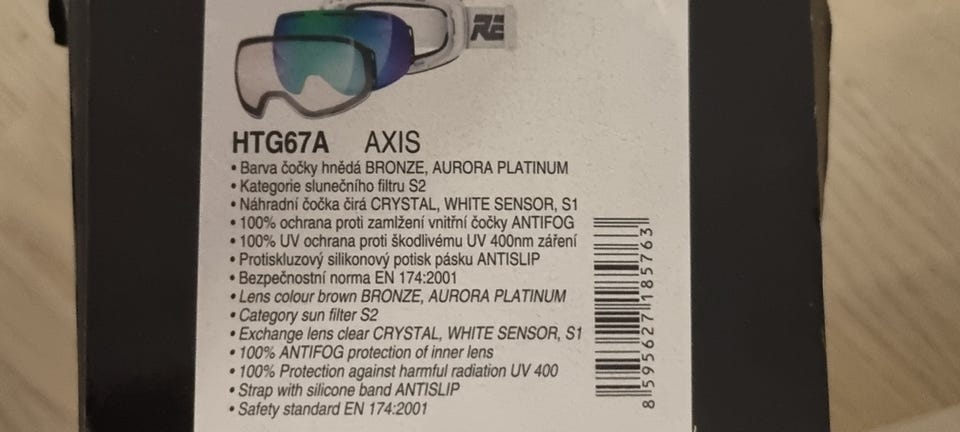 RE
HTG67A AXIS
• Barva čočky hnědá BRONZE, AURORA PLATINUM
• Kategorie slunečního filtru S2
• Náhradní čočka čirá CRYSTAL, WHITE SENSOR, S1
• 100% ochrana proti zamlžení vnitřní čočky ANTIFOG
• 100% UV ochrana proti škodlivému UV 400nm záření
• Protiskluzový silikonový potisk pásku ANTISLIP
• Bezpečnostní norma EN 174:2001
• Lens colour brown BRONZE, AURORA PLATINUM
• Category sun filter S2
• Exchange lens clear CRYSTAL, WHITE SENSOR, S1
• 100% ANTIFOG protection of inner lens
• 100% Protection against harmful radiation UV 400
• Strap with silicone band ANTISLIP
• Safety standard EN 174:2001
8 595627 185763